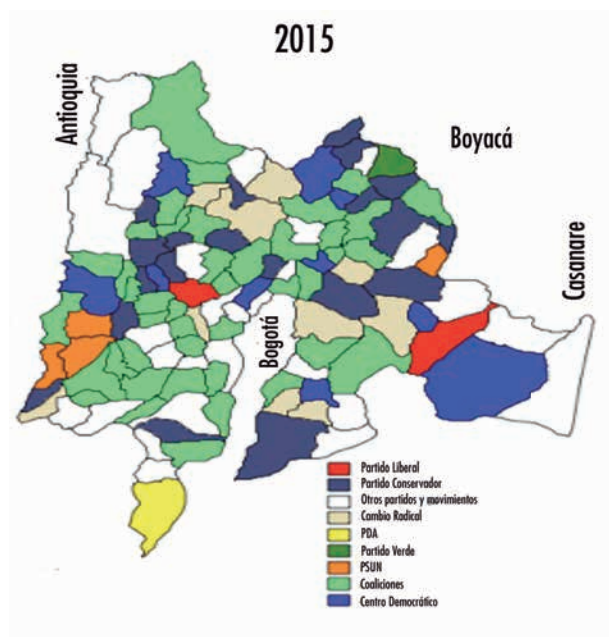 2015
Antioquia
Boyacá
Casanare
Bogotá
Partido Liberal
Partido Conservador
Otros partidos y movimientos
Cambio Radical
PDA
Partido Verde
PSUN
Coaliciones
Centro Democrático